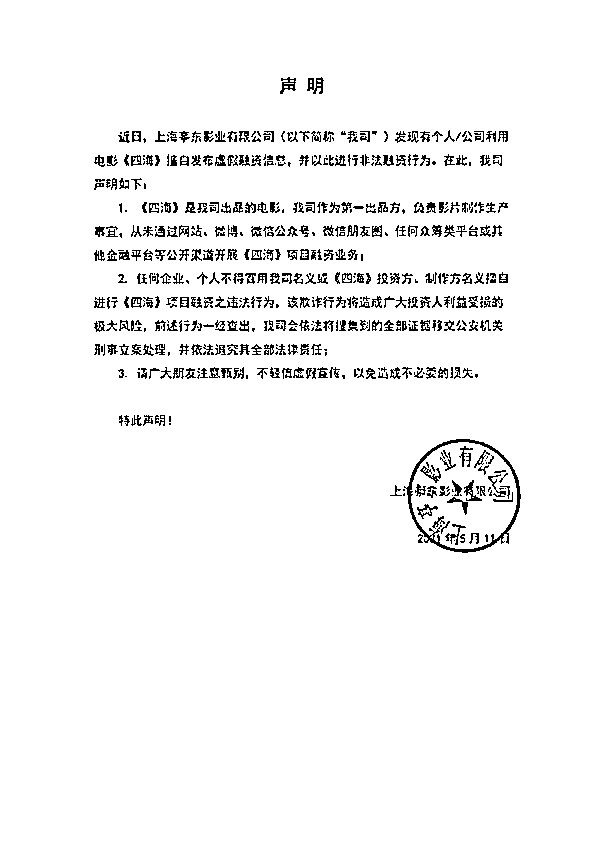 声 明
近日，上海亭东影业有限公司（以下简称“我司”）发现有个人/公司利用
电影《四海》擅自发布虚假融资信息，并以此进行非法融资行为。在此，我司
声明如下：
1. 《四海》是我司出品的电影，我司作为第一出品方，负责影片制作生产
事宜，从未通过网站、微博、微信公众号、微信朋友圈、任何众筹类平台或其
他金融平台等公开渠道开展《四海》项目融资业务；
2. 任何企业、个人不得冒用我司名义或《四海》投资方、制作方名义擅自
进行《四海》项目融资之违法行为，该欺诈行为将造成广大投资人利益受损的
极大风险，前述行为一经查出，我司会依法将搜集到的全部证据移交公安机关
刑事立案处理，并依法追究其全部法律责任；
3. 请广大朋友注意甄别，不轻信虚假宣传，以免造成不必要的损失。
特此声明！
上海亭东影业有限公司
2021年5月11日